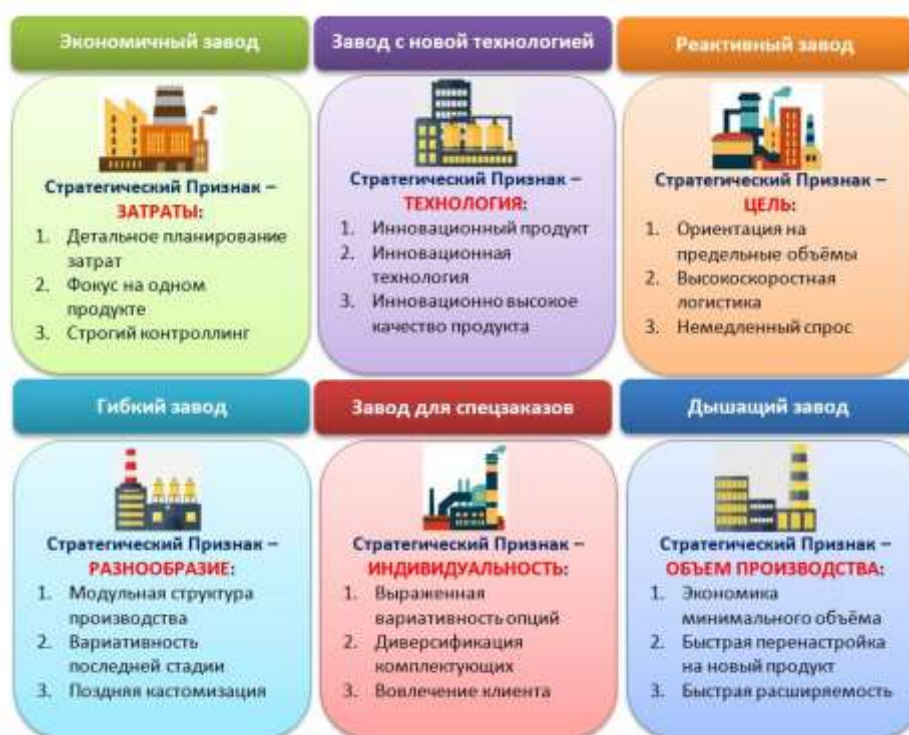 Экономичный завод
Стратегический Признак –
ЗАТРАТЫ:
1. Детальное планирование
затрат
2. Фокус на одном
продукте
3. Строгий контроллинг
Завод с новой технологией
Стратегический Признак –
ТЕХНОЛОГИЯ:
1. Инновационный продукт
2. Инновационная
технология
3. Инновационно высокое
качество продукта
Реактивный завод
Стратегический Признак –
ЦЕЛЬ:
1. Ориентация на
предельные объёмы
2. Высокоскоростная
логистика
3. Немедленный спрос
Гибкий завод
Стратегический Признак –
РАЗНООБРАЗИЕ:
1. Модульная структура
производства
2. Вариативность
последней стадии
3. Поздняя кастомизация
Завод для спецзаказов
Стратегический Признак –
ИНДИВИДУАЛЬНОСТЬ:
1. Выраженная
вариативность опций
2. Диверсификация
комплектующих
3. Вовлечение клиента
Дышащий завод
Стратегический Признак –
ОБЪЕМ ПРОИЗВОДСТВА:
1. Экономика
минимального объёма
2. Быстрая перенастройка
на новый продукт
3. Быстрая расширяемость